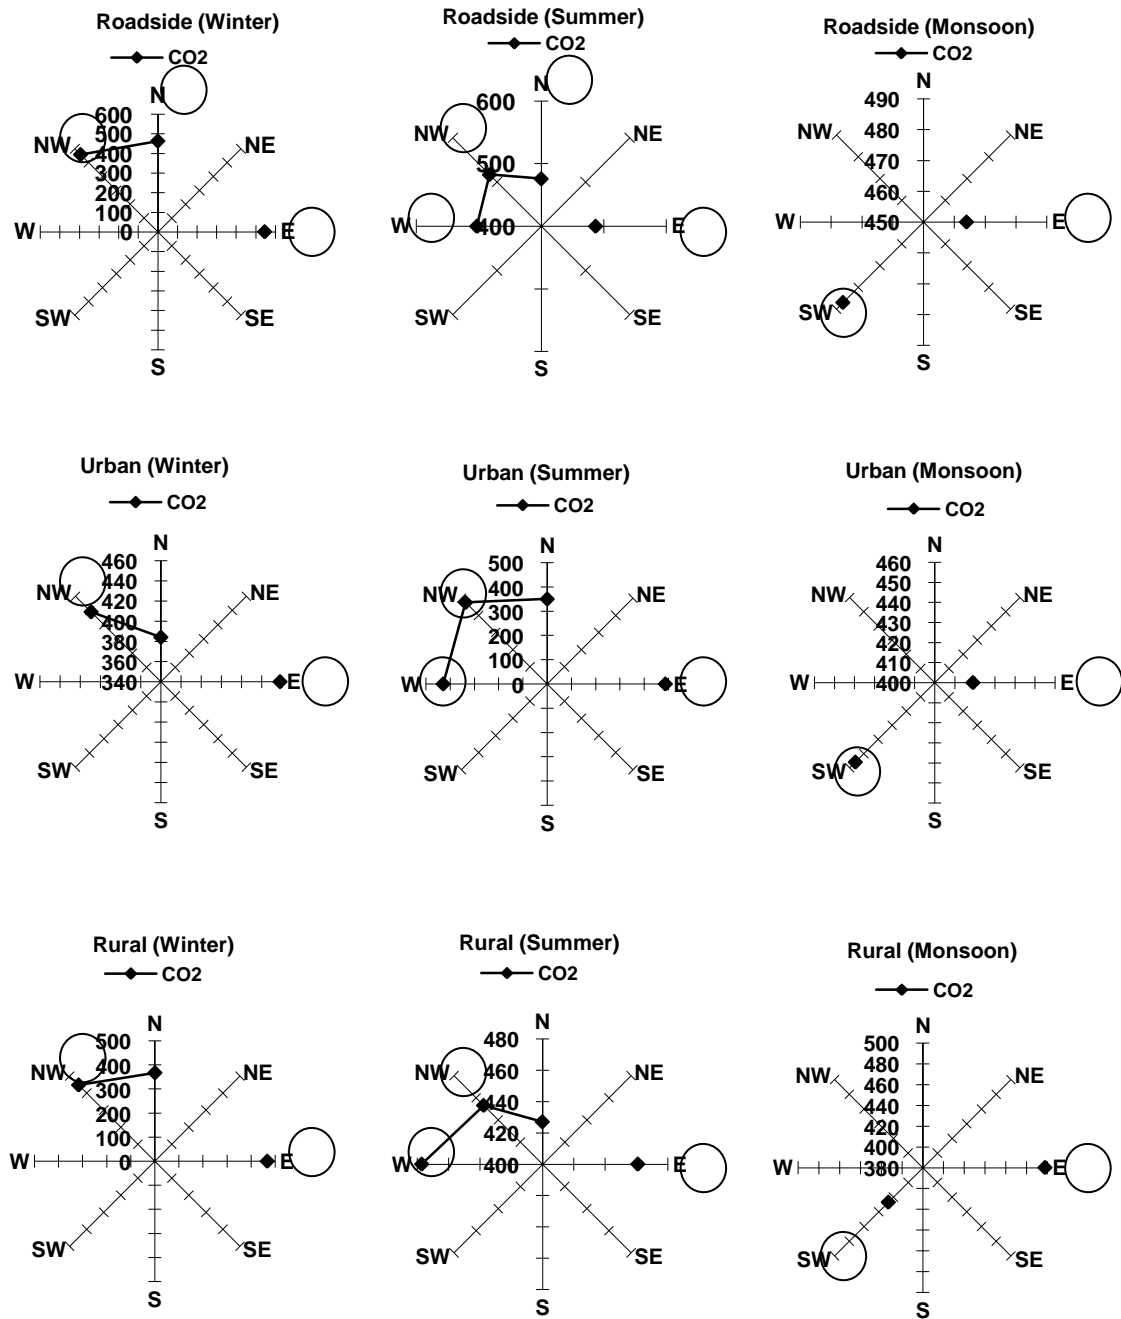 Roadside (Winter)
CO2
N
600
500
400
300
200
100
0
NW
NE
W
E
SW
SE
S
Roadside (Summer)
CO2
N
600
500
400
NW
NE
W
E
SW
SE
S
Roadside (Monsoon)
CO2
N
490
480
470
460
450
NW
NE
W
E
SW
SE
S
Urban (Winter)
CO2
N
460
440
420
400
380
360
340
NW
NE
W
E
SW
SE
S
Urban (Summer)
CO2
N
500
400
300
200
100
0
NW
NE
W
E
SW
SE
S
Urban (Monsoon)
CO2
N
460
450
440
430
420
410
400
NW
NE
W
E
SW
SE
S
Rural (Winter)
CO2
N
500
400
300
200
100
0
NW
NE
W
E
SW
SE
S
Rural (Summer)
CO2
N
480
460
440
420
400
NW
NE
W
E
SW
SE
S
Rural (Monsoon)
CO2
N
500
480
460
440
420
400
380
NW
NE
W
E
SW
SE
S